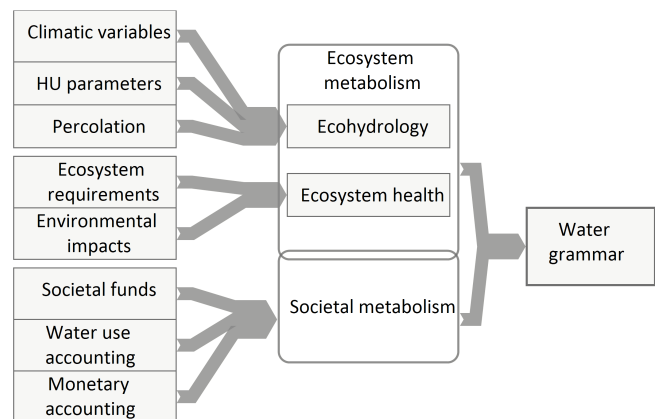 Climatic variables
HU parameters
Percolation
Ecosystem
requirements
Environmental
impacts
Societal funds
Water use
accounting
Monetary
accounting
Ecosystem
metabolism
Ecohydrology
Ecosystem health
Societal metabolism
Water
grammar